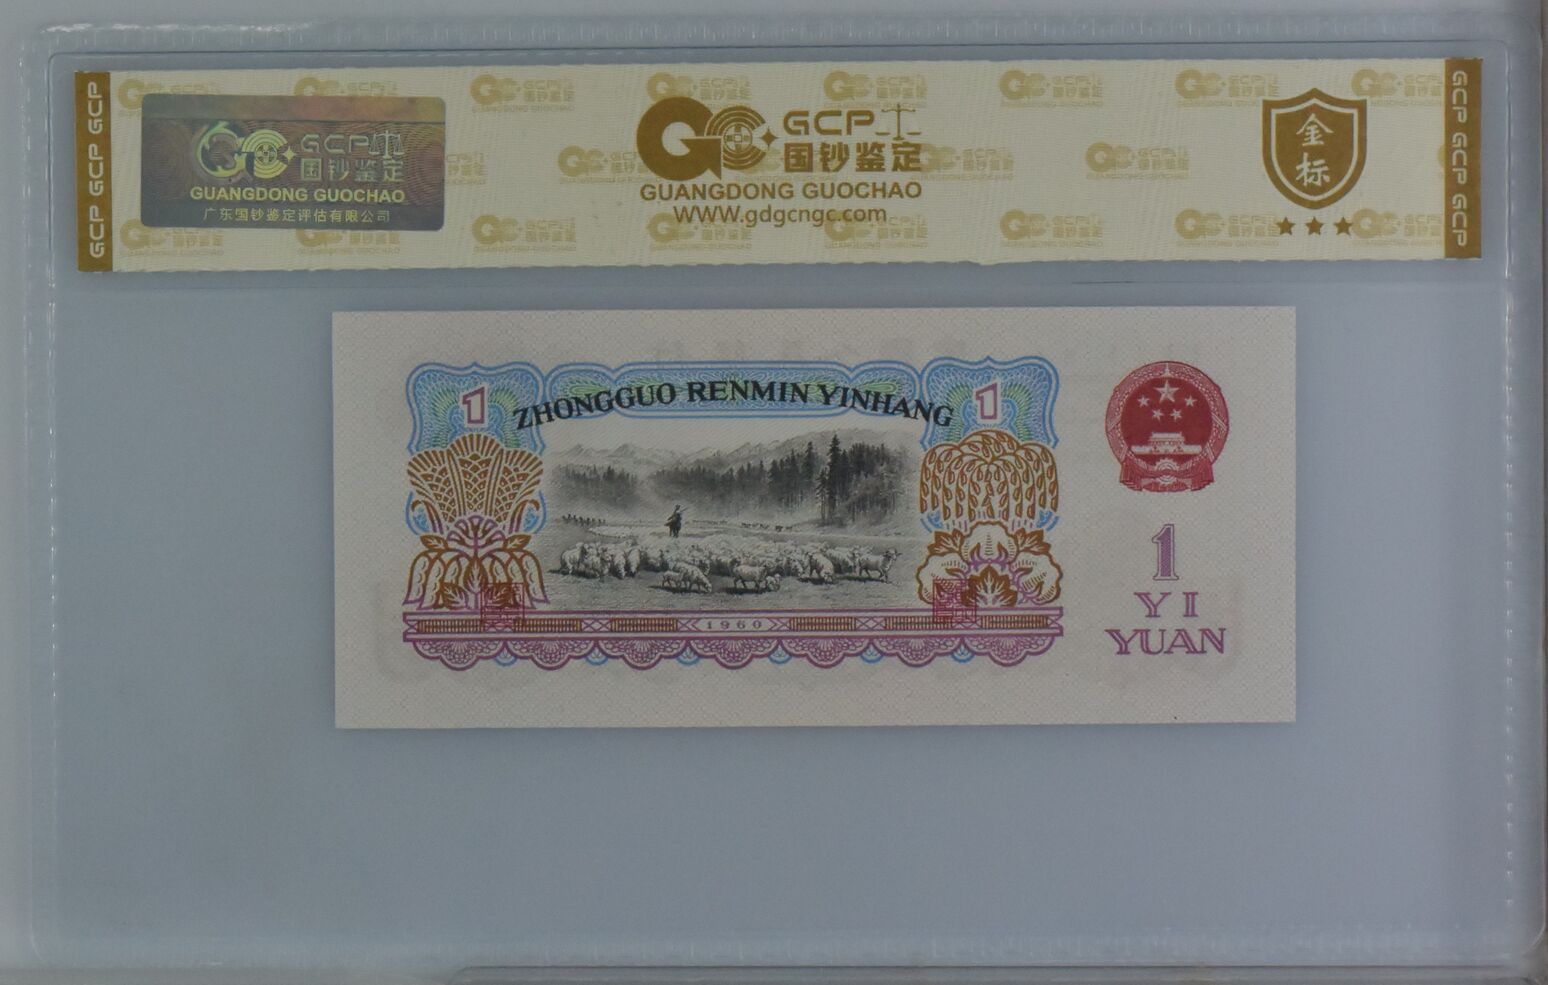 GCP GCP GCP
GCP
国钞鉴定
GUANGDONG GUOCHAO
广东国钞鉴定评估有限公司
GCP
国钞鉴定
GUANGDONG GUOCHAO
WWW.gdgcngc.com
金
标
GCP GCP GCP
1
ZHONGGUO RENMIN YINHANG
1
1960
1
YI
YUAN